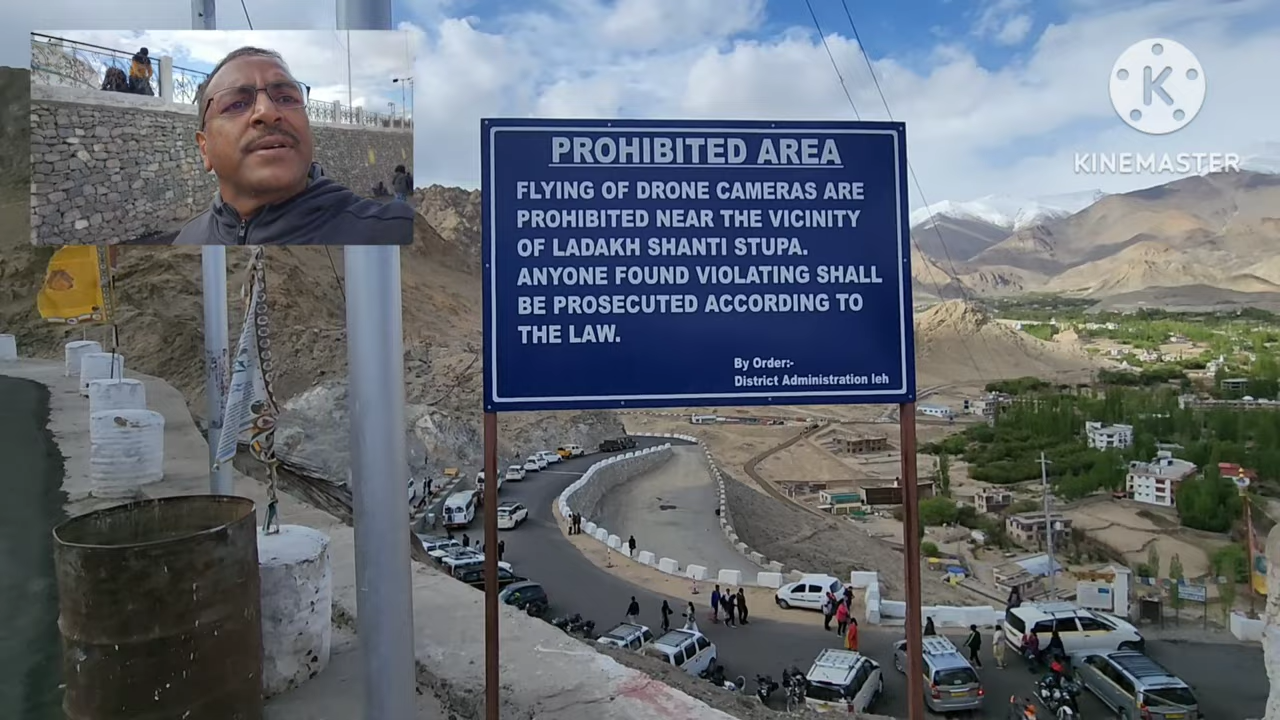 K
KINEMASTER
PROHIBITED AREA
FLYING OF DRONE CAMERAS ARE
PROHIBITED NEAR THE VICINITY
OF LADAKH SHANTI STUPA.
ANYONE FOUND VIOLATING SHALL
BE PROSECUTED ACCORDING TO
THE LAW.
By Order:-
District Administration leh